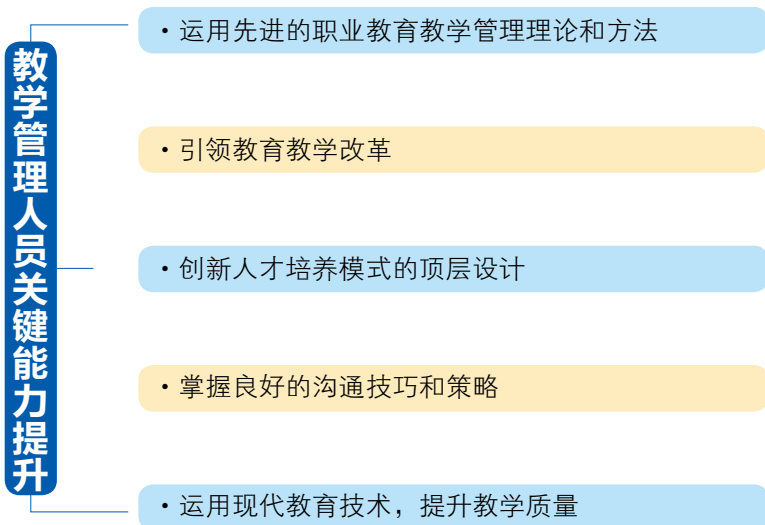 教学管理人员关键能力提升
·运用先进的职业教育教学管理理论和方法
·引领教育教学改革
·创新人才培养模式的顶层设计
·掌握良好的沟通技巧和策略
·运用现代教育技术，提升教学质量